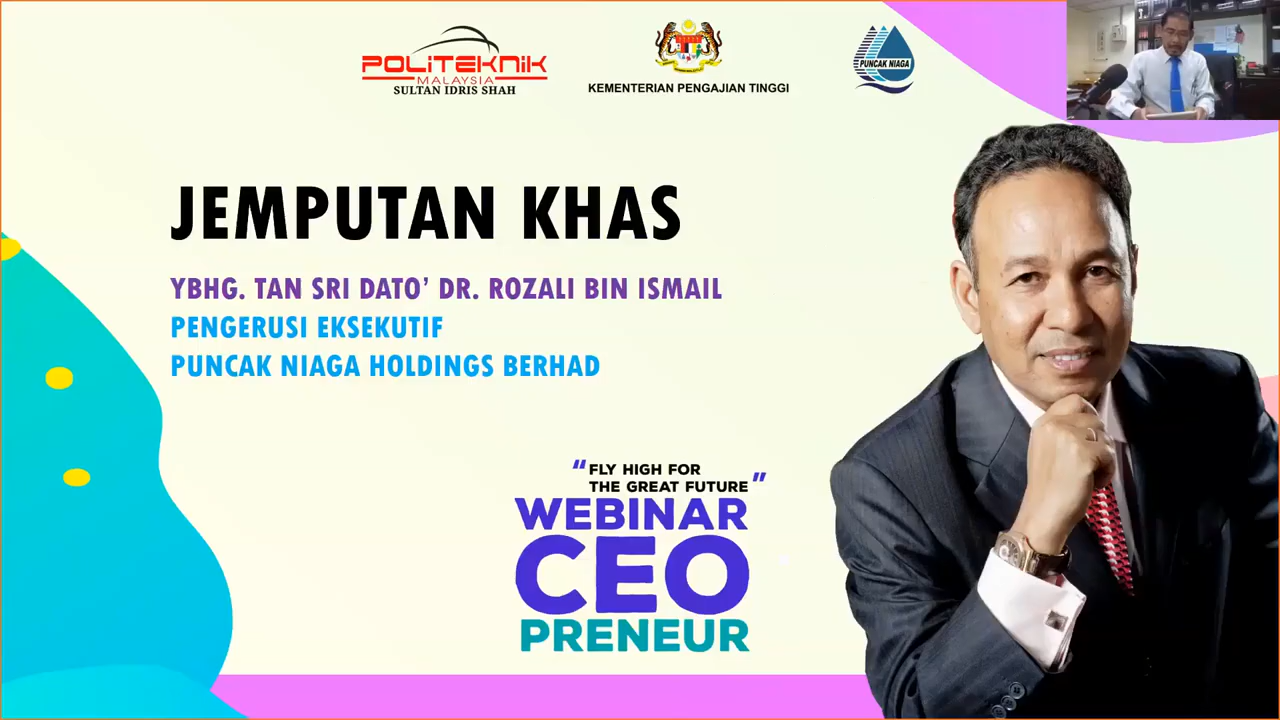 POLITEKNIK
MALAYSIA
SULTAN IDRIS SHAH
KEMENTERIAN PENGAJIAN TINGGI
PUNCAK NIAGA
JEMPUTAN KHAS
YBHG. TAN SRI DATO' DR. ROZALI BIN ISMAIL
PENGERUSI EKSEKUTIF
PUNCAK NIAGA HOLDINGS BERHAD
"FLY HIGH FOR
THE GREAT FUTURE"
WEBINAR
CEO
PRENEUR